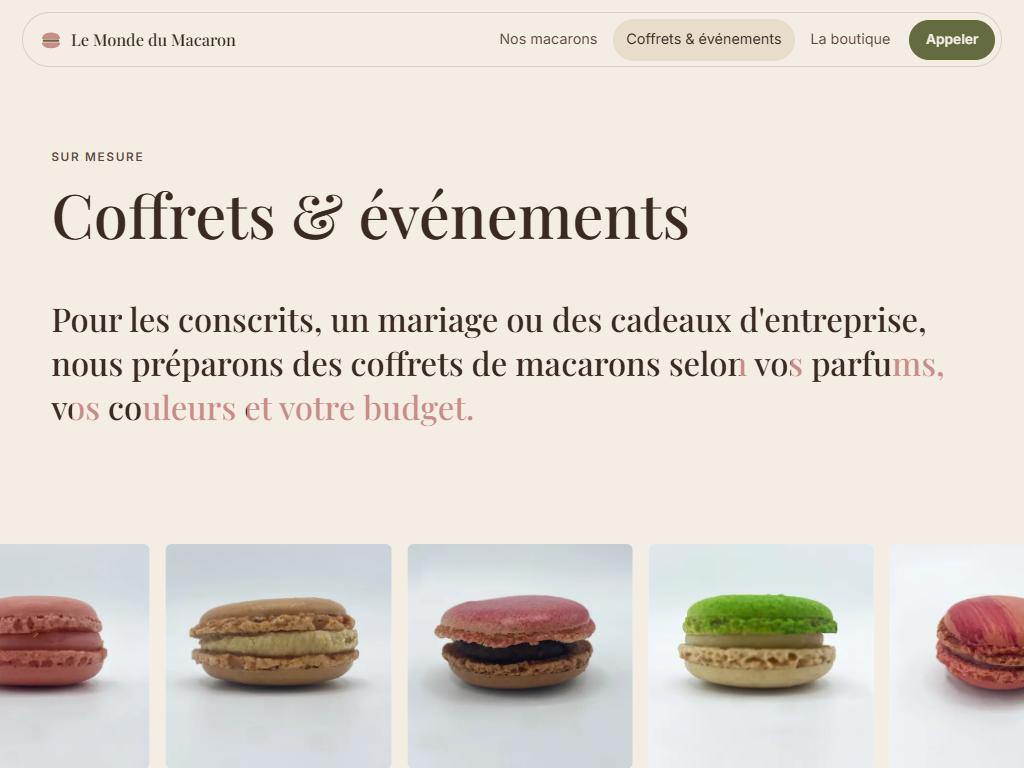 Le Monde du Macaron
Nos macarons
Coffrets & événements
La boutique
Appeler
SUR MESURE
Coffrets & événements
Pour les conscrits, un mariage ou des cadeaux d'entreprise,
nous préparons des coffrets de macarons selon vos parfums,
vos couleurs et votre budget.